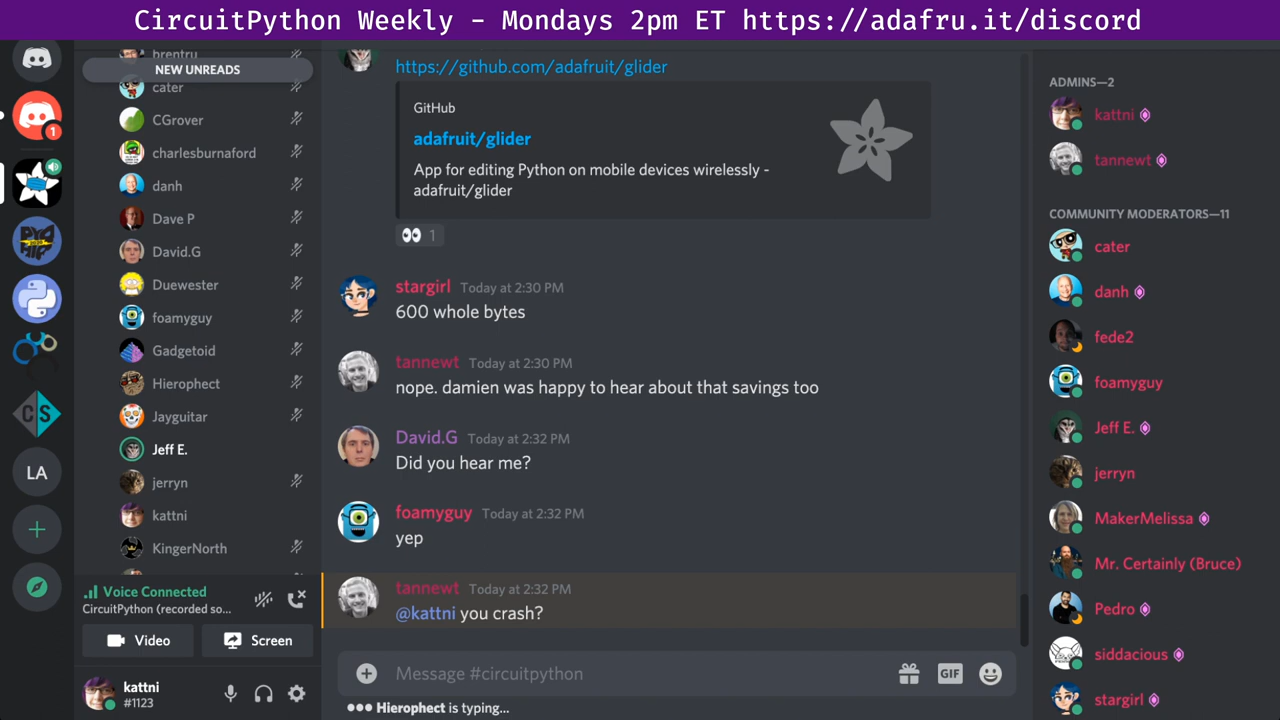 CircuitPython Weekly - Mondays 2pm ET https://adafru.it/discord
brentru
NEW UNREADS
cater
CGrover
charlesburnaford
danh
Dave P
David.G
Duewester
foamyguy
Gadgetoid
Hierophect
Jayguitar
Jeff E.
jerryn
kattni
KingerNorth
Voice Connected
CircuitPython (recorded so...
Video
Screen
kattni
#1123
1
CS
LA
https://github.com/adafruit/glider
GitHub
adafruit/glider
App for editing Python on mobile devices wirelessly -
adafruit/glider
1
stargirl Today at 2:30 PM
600 whole bytes
tannewt Today at 2:30 PM
nope. damien was happy to hear about that savings too
David.G Today at 2:32 PM
Did you hear me?
foamyguy Today at 2:32 PM
yep
tannewt Today at 2:32 PM
@kattni you crash?
Message #circuitpython
GIF
Hierophect is typing...
ADMINS—2
kattni
tannewt
COMMUNITY MODERATORS—11
cater
danh
fede2
foamyguy
Jeff E.
jerryn
MakerMelissa
Mr. Certainly (Bruce)
Pedro
siddacious
stargirl